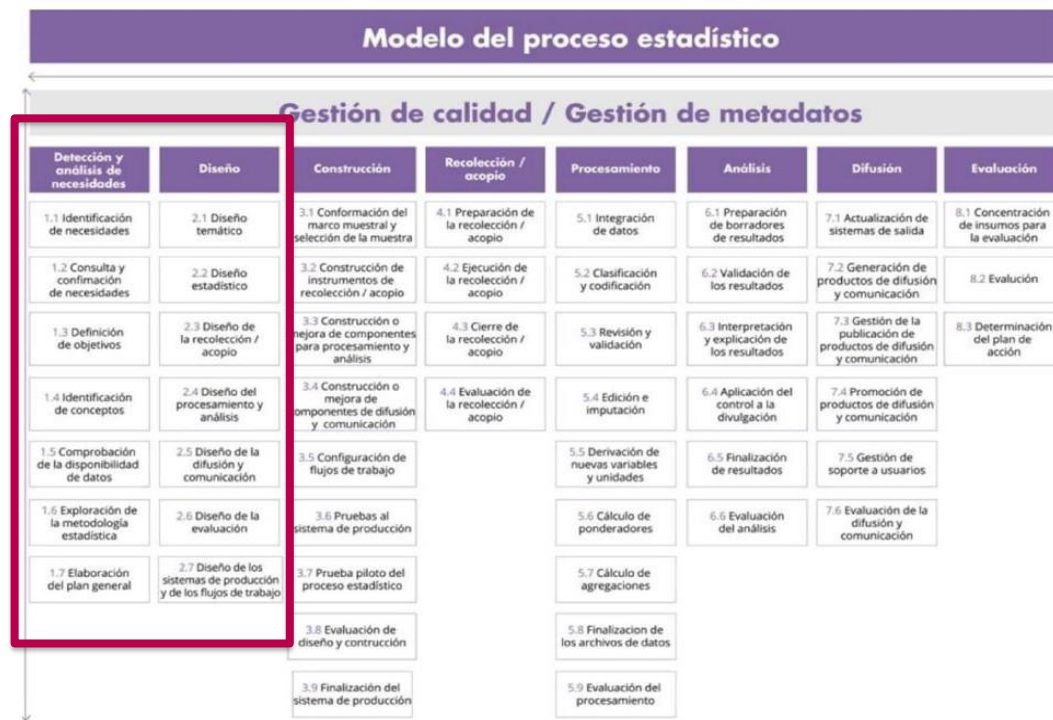 Modelo del proceso estadístico
Gestión de calidad / Gestión de metadatos
Detección y
análisis de
necesidades
1.1 Identificación
de necesidades
1.2 Consulta y
confimación
de necesidades
1.3 Definición
de objetivos
1.4 Identificación
de conceptos
1.5 Comprobación
de la disponibilidad
de datos
1.6 Exploración de
la metodología
estadística
1.7 Elaboración
del plan general
Diseño
2.1 Diseño
temático
2.2 Diseño
estadístico
2.3 Diseño de
la recolección /
acopio
2.4 Diseño del
procesamiento y
análisis
2.5 Diseño de la
difusión y
comunicación
2.6 Diseño de la
evaluación
2.7 Diseño de los
sistemas de producción
y de los flujos de trabajo
Construcción
3.1 Conformación del
marco muestral y
selección de la muestra
3.2 Construcción de
instrumentos de
recolección / acopio
3.3 Construcción o
mejora de componentes
para procesamiento y
análisis
3.4 Construcción o
mejora de
componentes de difusión
y comunicación
3.5 Configuración de
flujos de trabajo
3.6 Pruebas al
sistema de producción
3.7 Prueba piloto del
proceso estadístico
3.8 Evaluación de
diseño y contrucción
3.9 Finalización del
sistema de producción
Recolección /
acopio
4.1 Preparación de
la recolección /
acopio
4.2 Ejecución de
la recolección /
acopio
4.3 Cierre de
la recolección /
acopio
4.4 Evaluación de
la recolección /
acopio
Procesamiento
5.1 Integración
de datos
5.2 Clasificación
y codificación
5.3 Revisión y
validación
5.4 Edición e
imputación
5.5 Derivación de
nuevas variables
y unidades
5.6 Cálculo de
ponderadores
5.7 Cálculo de
agregaciones
5.8 Finalizacion de
los archivos de datos
5.9 Evaluación del
procesamiento
Análisis
6.1 Preparación
de borradores
de resultados
6.2 Validación de
los resultados
6.3 Interpretación
y explicación de
los resultados
6.4 Aplicación del
control a la
divulgación
6.5 Finalización
de resultados
6.6 Evaluación
del análisis
Difusión
7.1 Actualización de
sistemas de salida
7.2 Generación de
productos de difusión
y comunicación
7.3 Gestión de la
publicación de
productos de difusión
y comunicación
7.4 Promoción de
productos de difusión
y comunicación
7.5 Gestión de
soporte a usuarios
7.6 Evaluación de la
difusión y
comunicación
Evaluación
8.1 Concentración
de insumos para
la evaluación
8.2 Evalución
8.3 Determinación
del plan de
acción